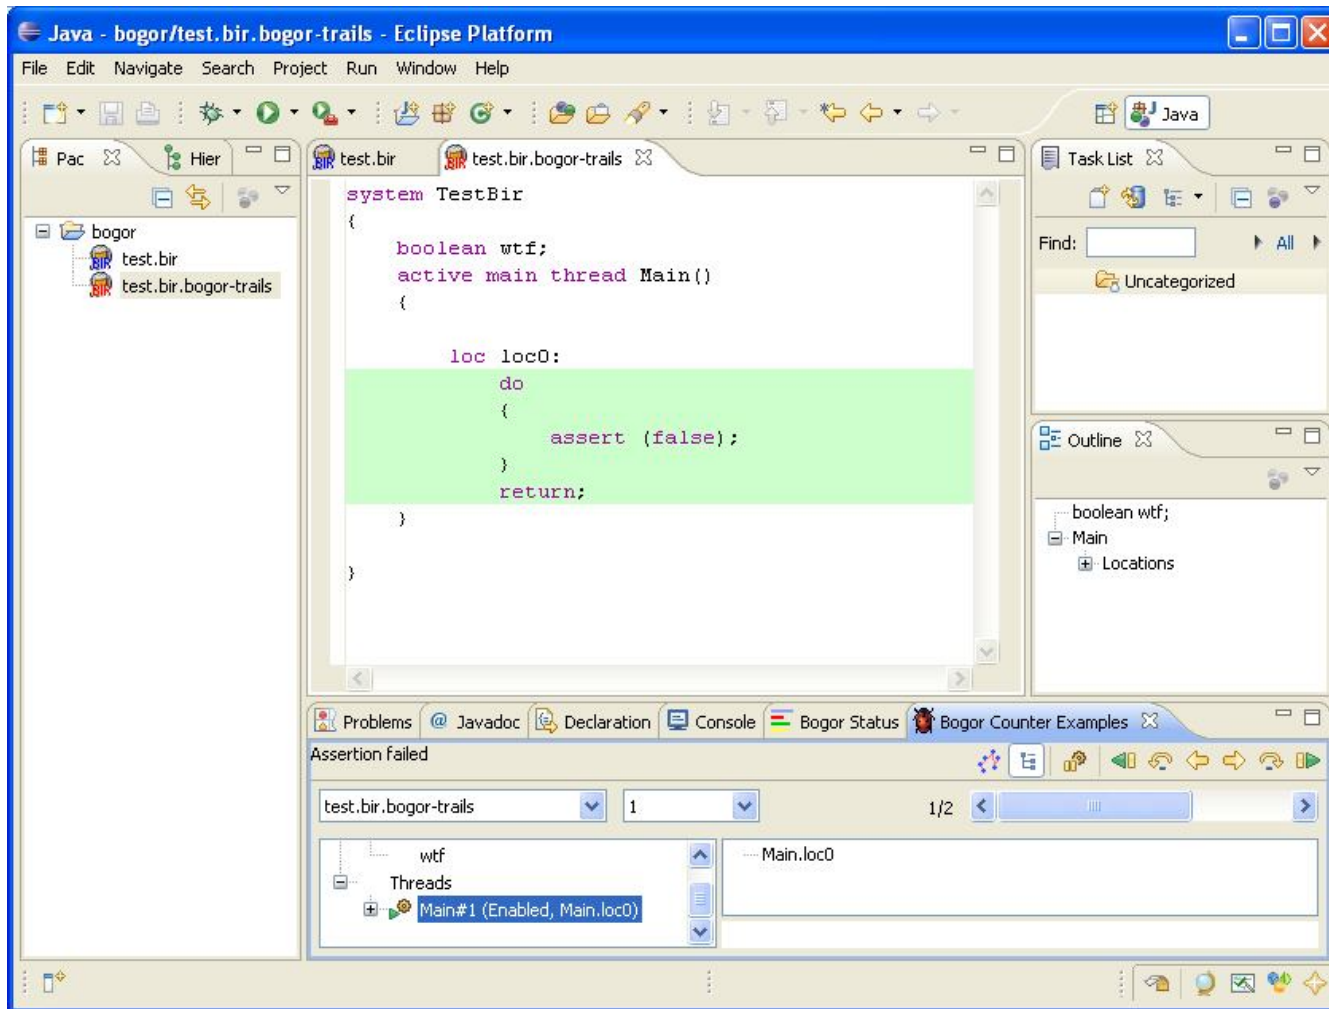 Java - bogor/test.bir.bogor-trails - Eclipse Platform
File Edit Navigate Search Project Run Window Help
Java
Pac Hier
bogor
test.bir
test.bir.bogor-trails
test.bir test.bir.bogor-trails
system TestBir
{
boolean wtf;
active main thread Main()
{
loc loc0:
do
{
assert (false);
}
return;
}
}
Task List
Find: All
Uncategorized
Outline
boolean wtf;
Main
Locations
Problems @ Javadoc Declaration Console Bogor Status Bogor Counter Examples
Assertion failed
test.bir.bogor-trails 1 1/2
wtf
Threads
Main#1 (Enabled, Main.loc0)
Main.loc0